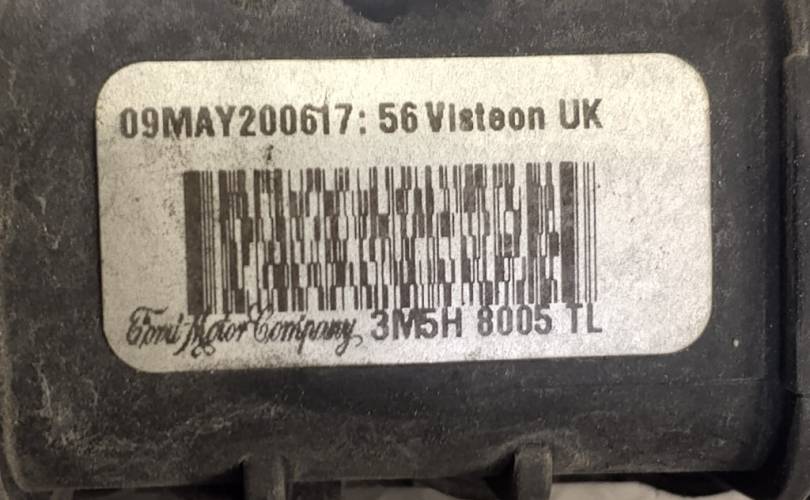 09MAY200617: 56 Visteon UK
Ford Motor Company 3M5H 8005 TL